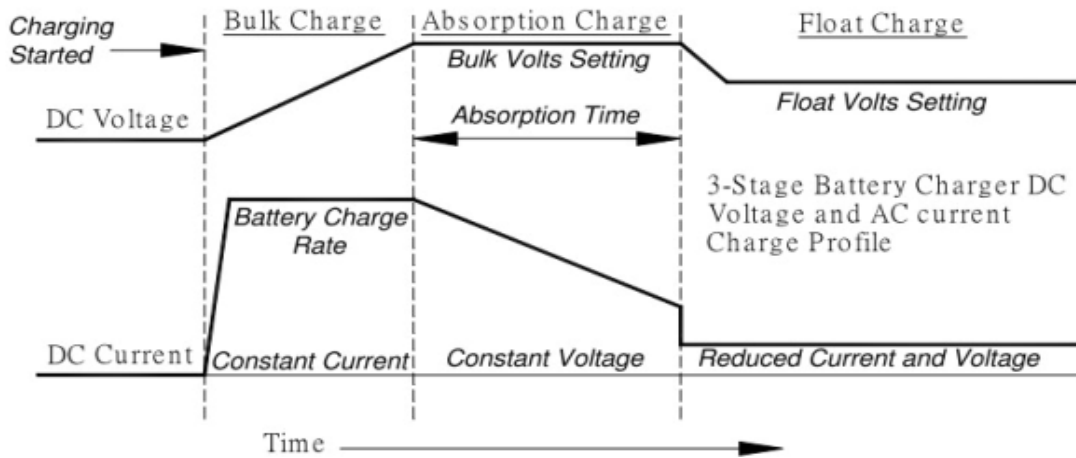 Charging
Started
Bulk Charge
Absorption Charge
Float Charge
Bulk Volts Setting
Float Volts Setting
DC Voltage
Absorption Time
3-Stage Battery Charger DC
Voltage and AC current
Charge Profile
Battery Charge
Rate
DC Current
Constant Current
Constant Voltage
Reduced Current and Voltage
Time